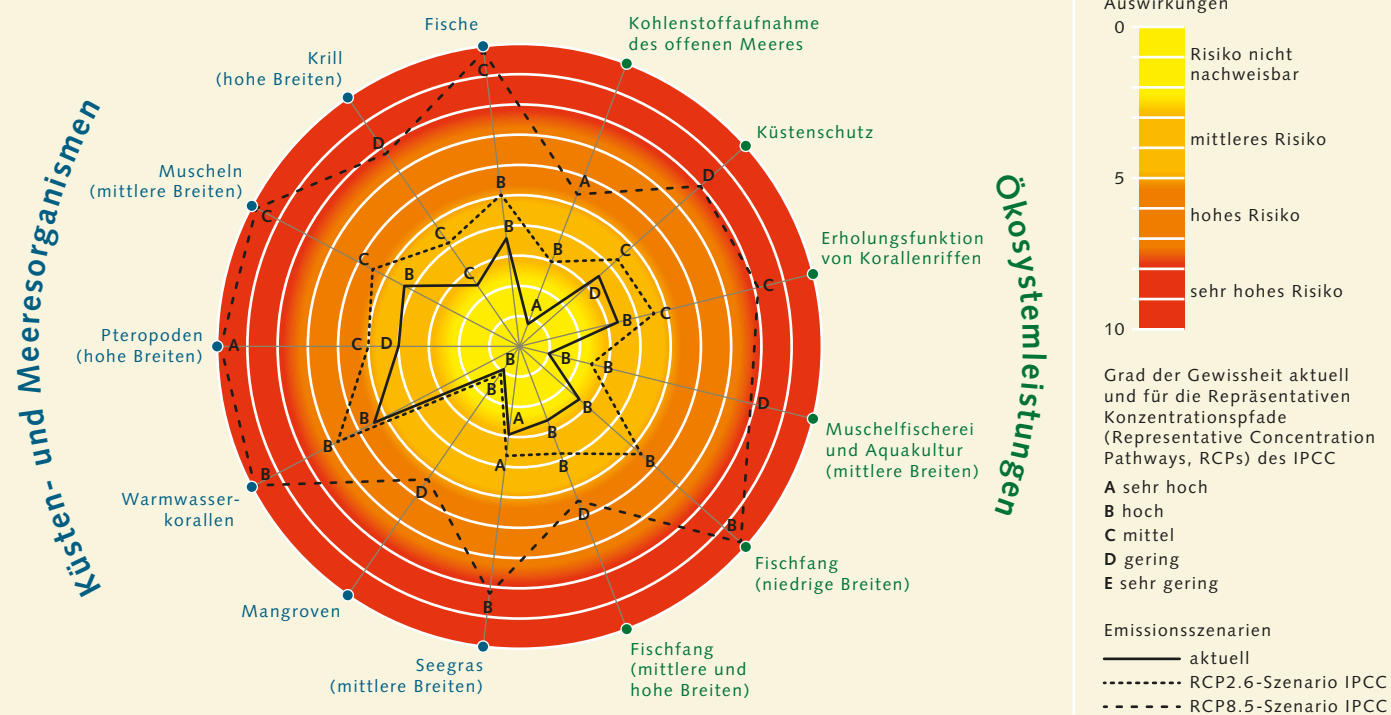 Küsten- und Meeresorganismen
Fische
Krill
(hohe Breiten)
Muscheln
(mittlere Breiten)
Pteropoden
(hohe Breiten)
Warmwasser-
korallen
Mangroven
Seegras
(mittlere Breiten)
Kohlenstoffaufnahme
des offenen Meeres
Küstenschutz
Erholungsfunktion
von Korallenriffen
Muschelfischerei
und Aquakultur
(mittlere Breiten)
Fischfang
(niedrige Breiten)
Fischfang
(mittlere und
hohe Breiten)
Ökosystemleistungen
C
D
B
A
D
C
C
B
B
C
C
B
C
B
D
C
A
B
A
C
D
B
B
B
B
B
D
B
B
B
A
B
B
B
B
D
A
B
D
B
Auswirkungen
0
Risiko nicht
nachweisbar
mittleres Risiko
5
hohes Risiko
sehr hohes Risiko
10
Grad der Gewissheit aktuell
und für die Repräsentativen
Konzentrationspfade
(Representative Concentration
Pathways, RCPs) des IPCC
A sehr hoch
B hoch
C mittel
D gering
E sehr gering
Emissionsszenarien
aktuell
RCP2.6-Szenario IPCC
RCP8.5-Szenario IPCC